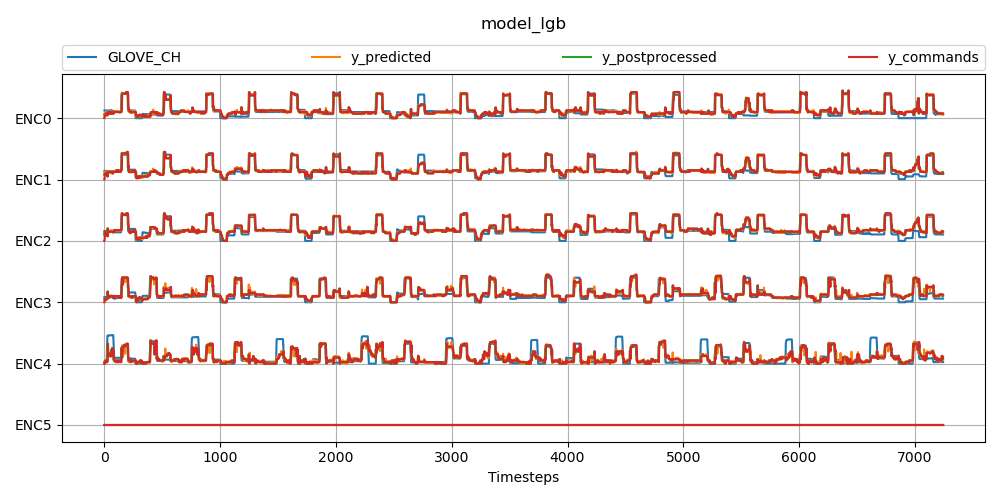 model_lgb
GLOVE_CH y_predicted y_postprocessed y_commands
ENC0
ENC1
ENC2
ENC3
ENC4
ENC5
0 1000 2000 3000 4000 5000 6000 7000
Timesteps